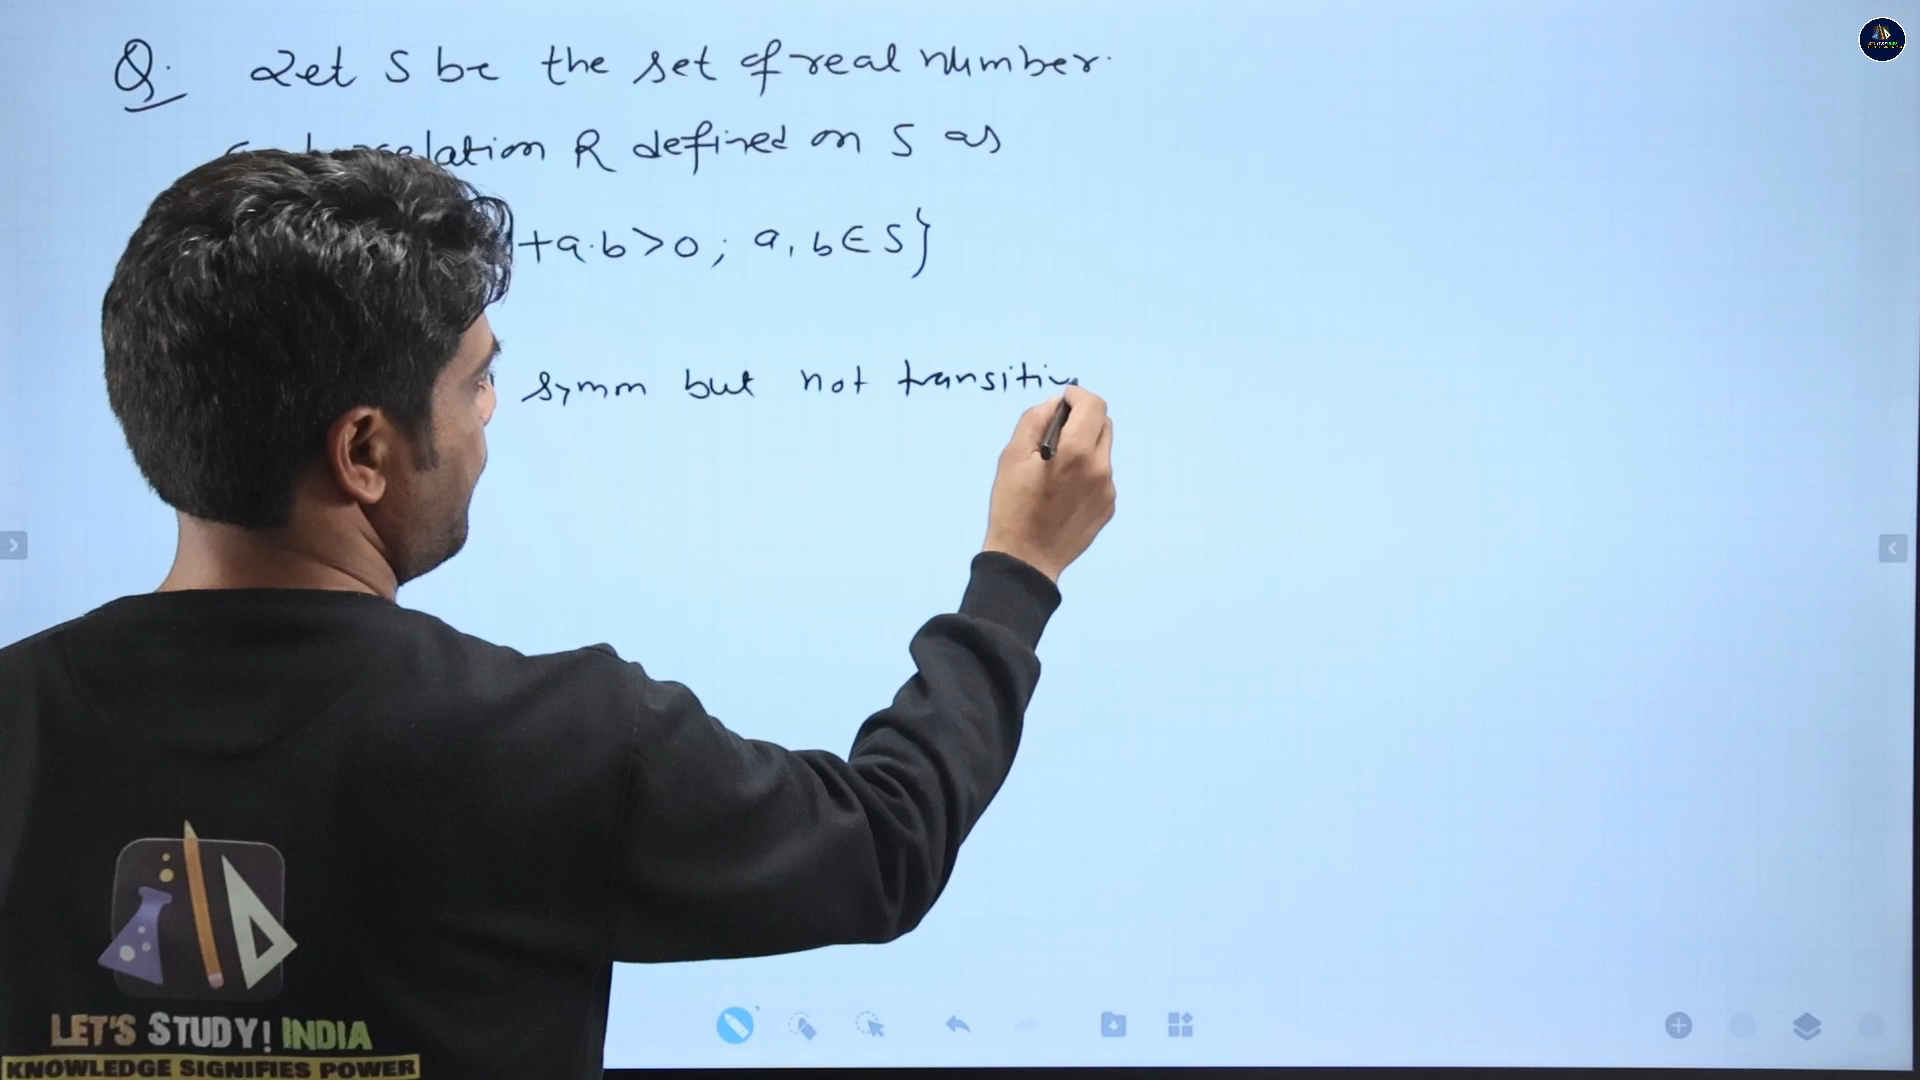 Q. Let S be the set of real number.
relation R defined on S as
+a.b>0; a, b∈S}
symm but not transitiv
LET'S STUDY! INDIA
KNOWLEDGE SIGNIFIES POWER